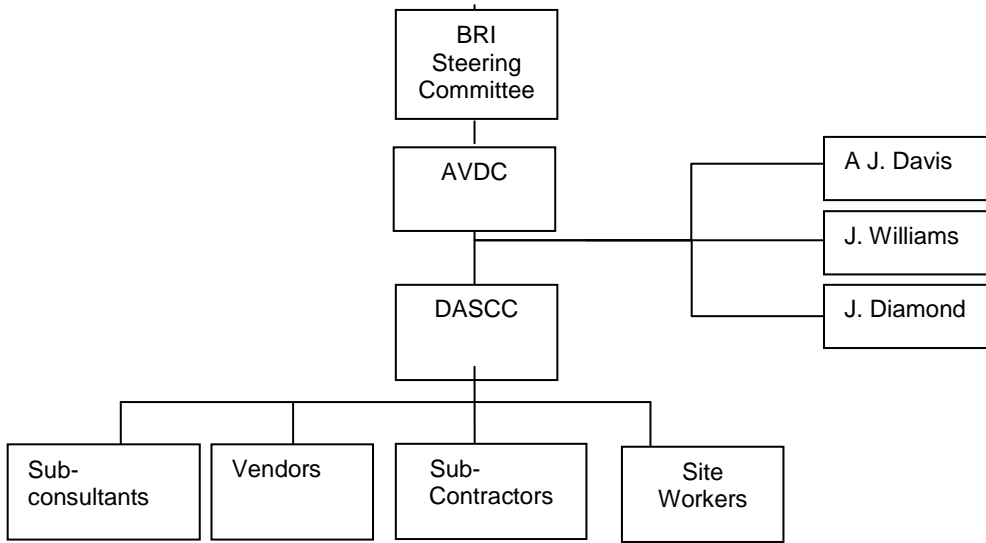 BRI
Steering
Committee
AVDC
A J. Davis
J. Williams
DASCC
J. Diamond
Sub-
consultants
Vendors
Sub-
Contractors
Site
Workers